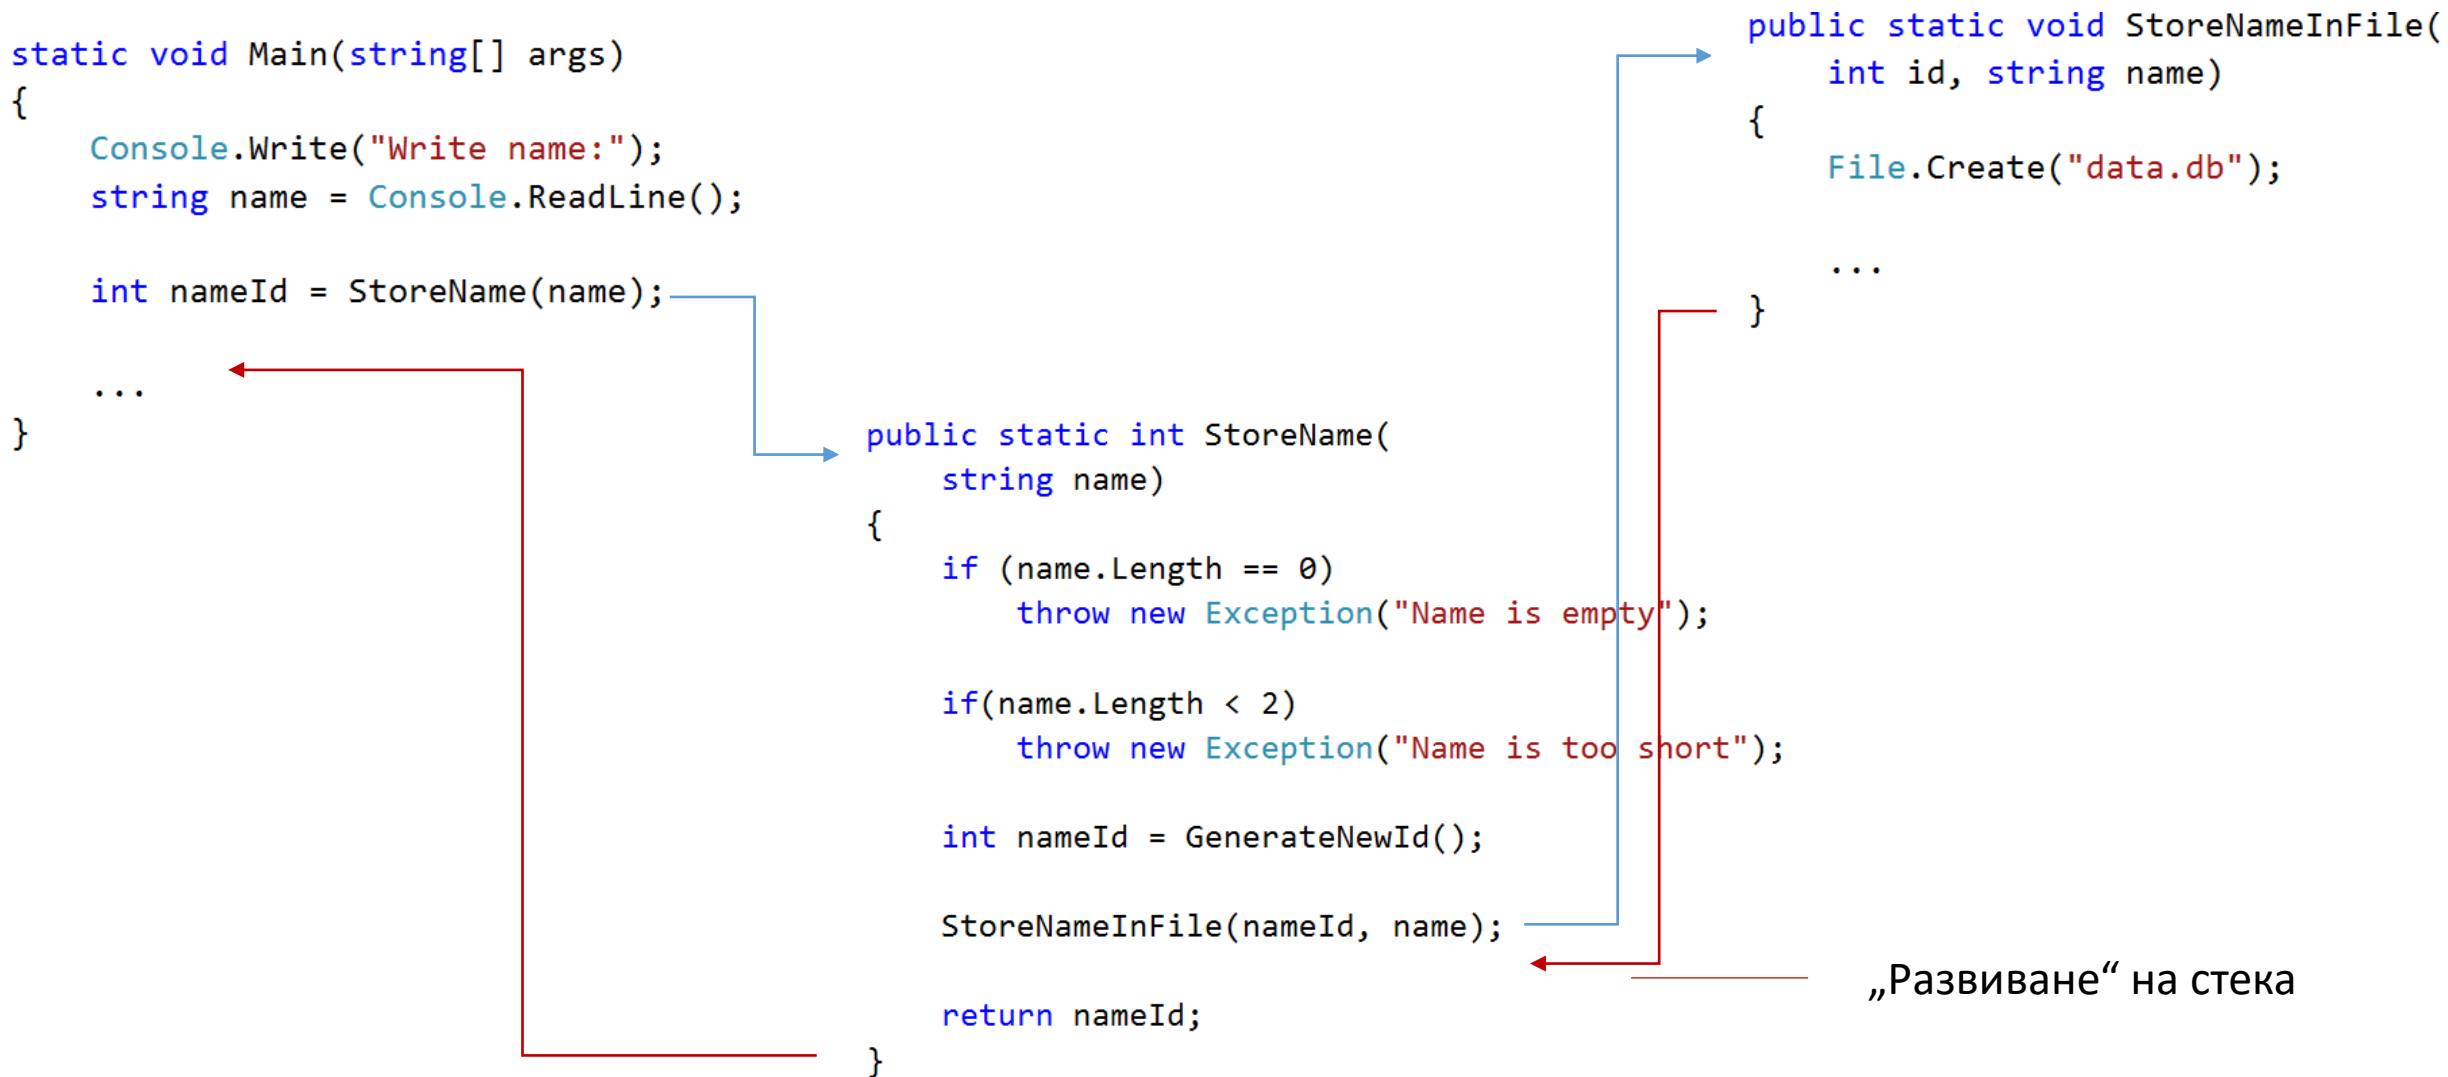 static void Main(string[] args)
{
    Console.Write("Write name:");
    string name = Console.ReadLine();

    int nameId = StoreName(name);

    ...
}
public static int StoreName(
    string name)
{
    if (name.Length == 0)
        throw new Exception("Name is empty");

    if(name.Length < 2)
        throw new Exception("Name is too short");

    int nameId = GenerateNewId();

    StoreNameInFile(nameId, name);

    return nameId;
}
public static void StoreNameInFile(
    int id, string name)
{
    File.Create("data.db");

    ...
}
„Развиване“ на стека